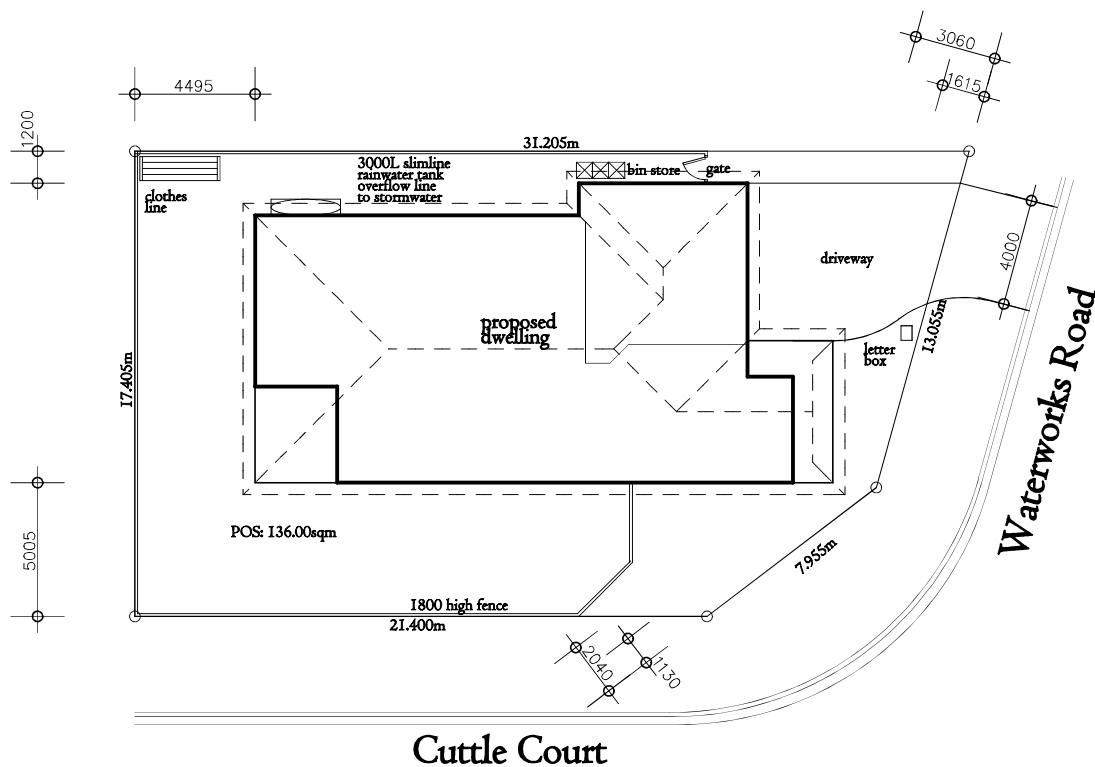 3060
1615
4495
1200
31.205m
3000L slimline
rainwater tank
overflow line
to stormwater
bin store
gate
clothes
line
driveway
4000
proposed
dwelling
13.055m
letter
box
17.405m
Waterworks Road
POS: 136.00sqm
5005
7.955m
1800 high fence
21.400m
2040
1130
Cuttle Court